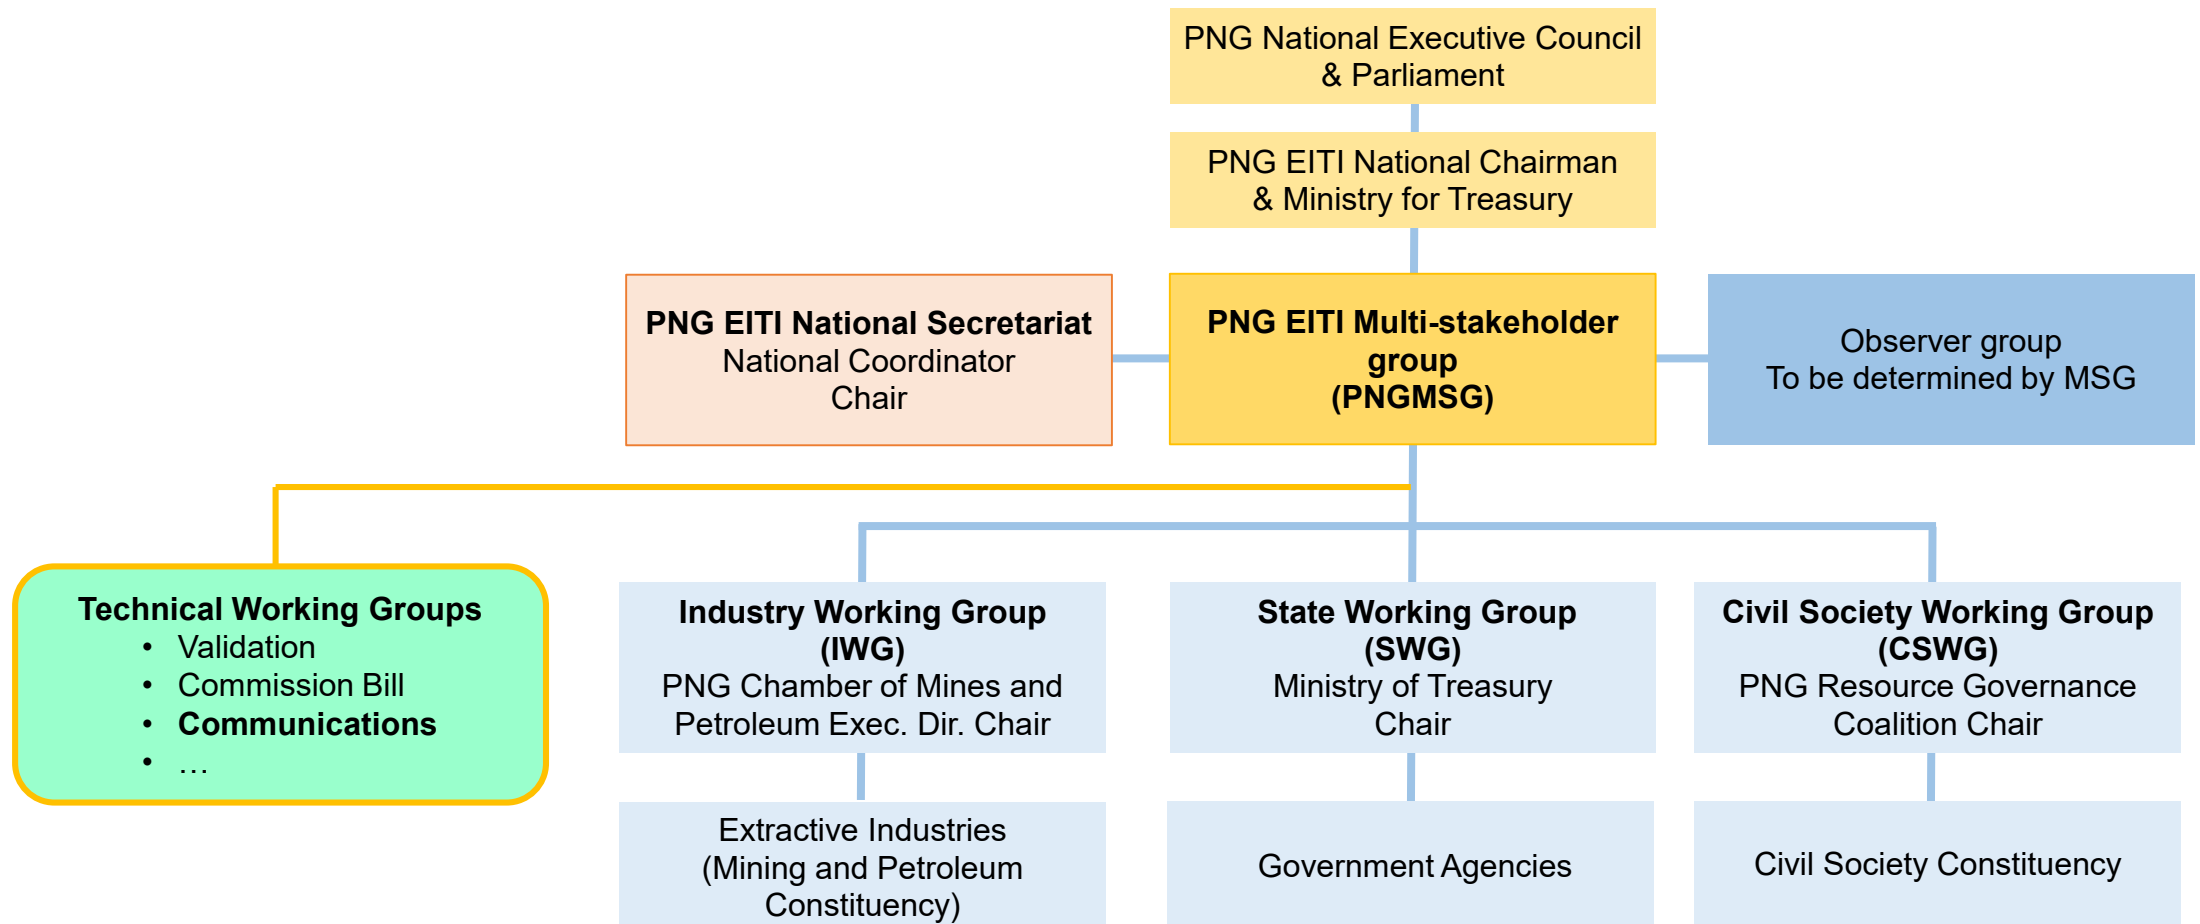 PNG National Executive Council
& Parliament
PNG EITI National Chairman
& Ministry for Treasury
PNG EITI National Secretariat
National Coordinator
Chair
PNG EITI Multi-stakeholder
group
(PNGMSG)
Observer group
To be determined by MSG
Technical Working Groups
• Validation
• Commission Bill
• Communications
• …
Industry Working Group
(IWG)
PNG Chamber of Mines and
Petroleum Exec. Dir. Chair
State Working Group
(SWG)
Ministry of Treasury
Chair
Civil Society Working Group
(CSWG)
PNG Resource Governance
Coalition Chair
Extractive Industries
(Mining and Petroleum
Constituency)
Government Agencies
Civil Society Constituency